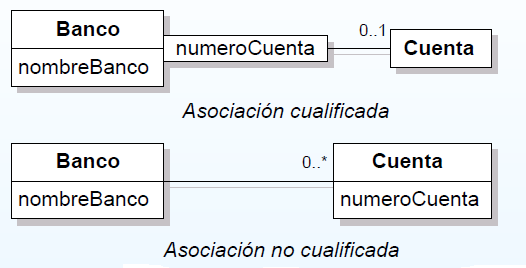 Banco
nombreBanco
numeroCuenta
0..1
Cuenta
Asociación cualificada
Banco
nombreBanco
0..*
Cuenta
numeroCuenta
Asociación no cualificada